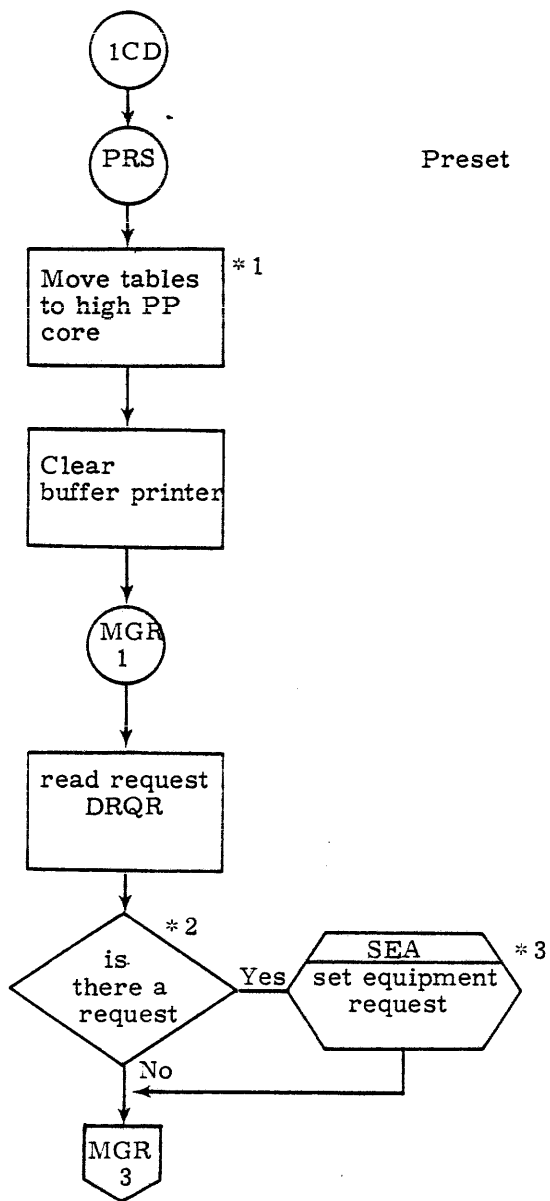 1CD
PRS
Preset
Move tables
to high PP
core
*1
Clear
buffer printer
MGR
1
read request
DRQR
*2
is
there a
request
Yes
SEA
set equipment
request
*3
No
MGR
3